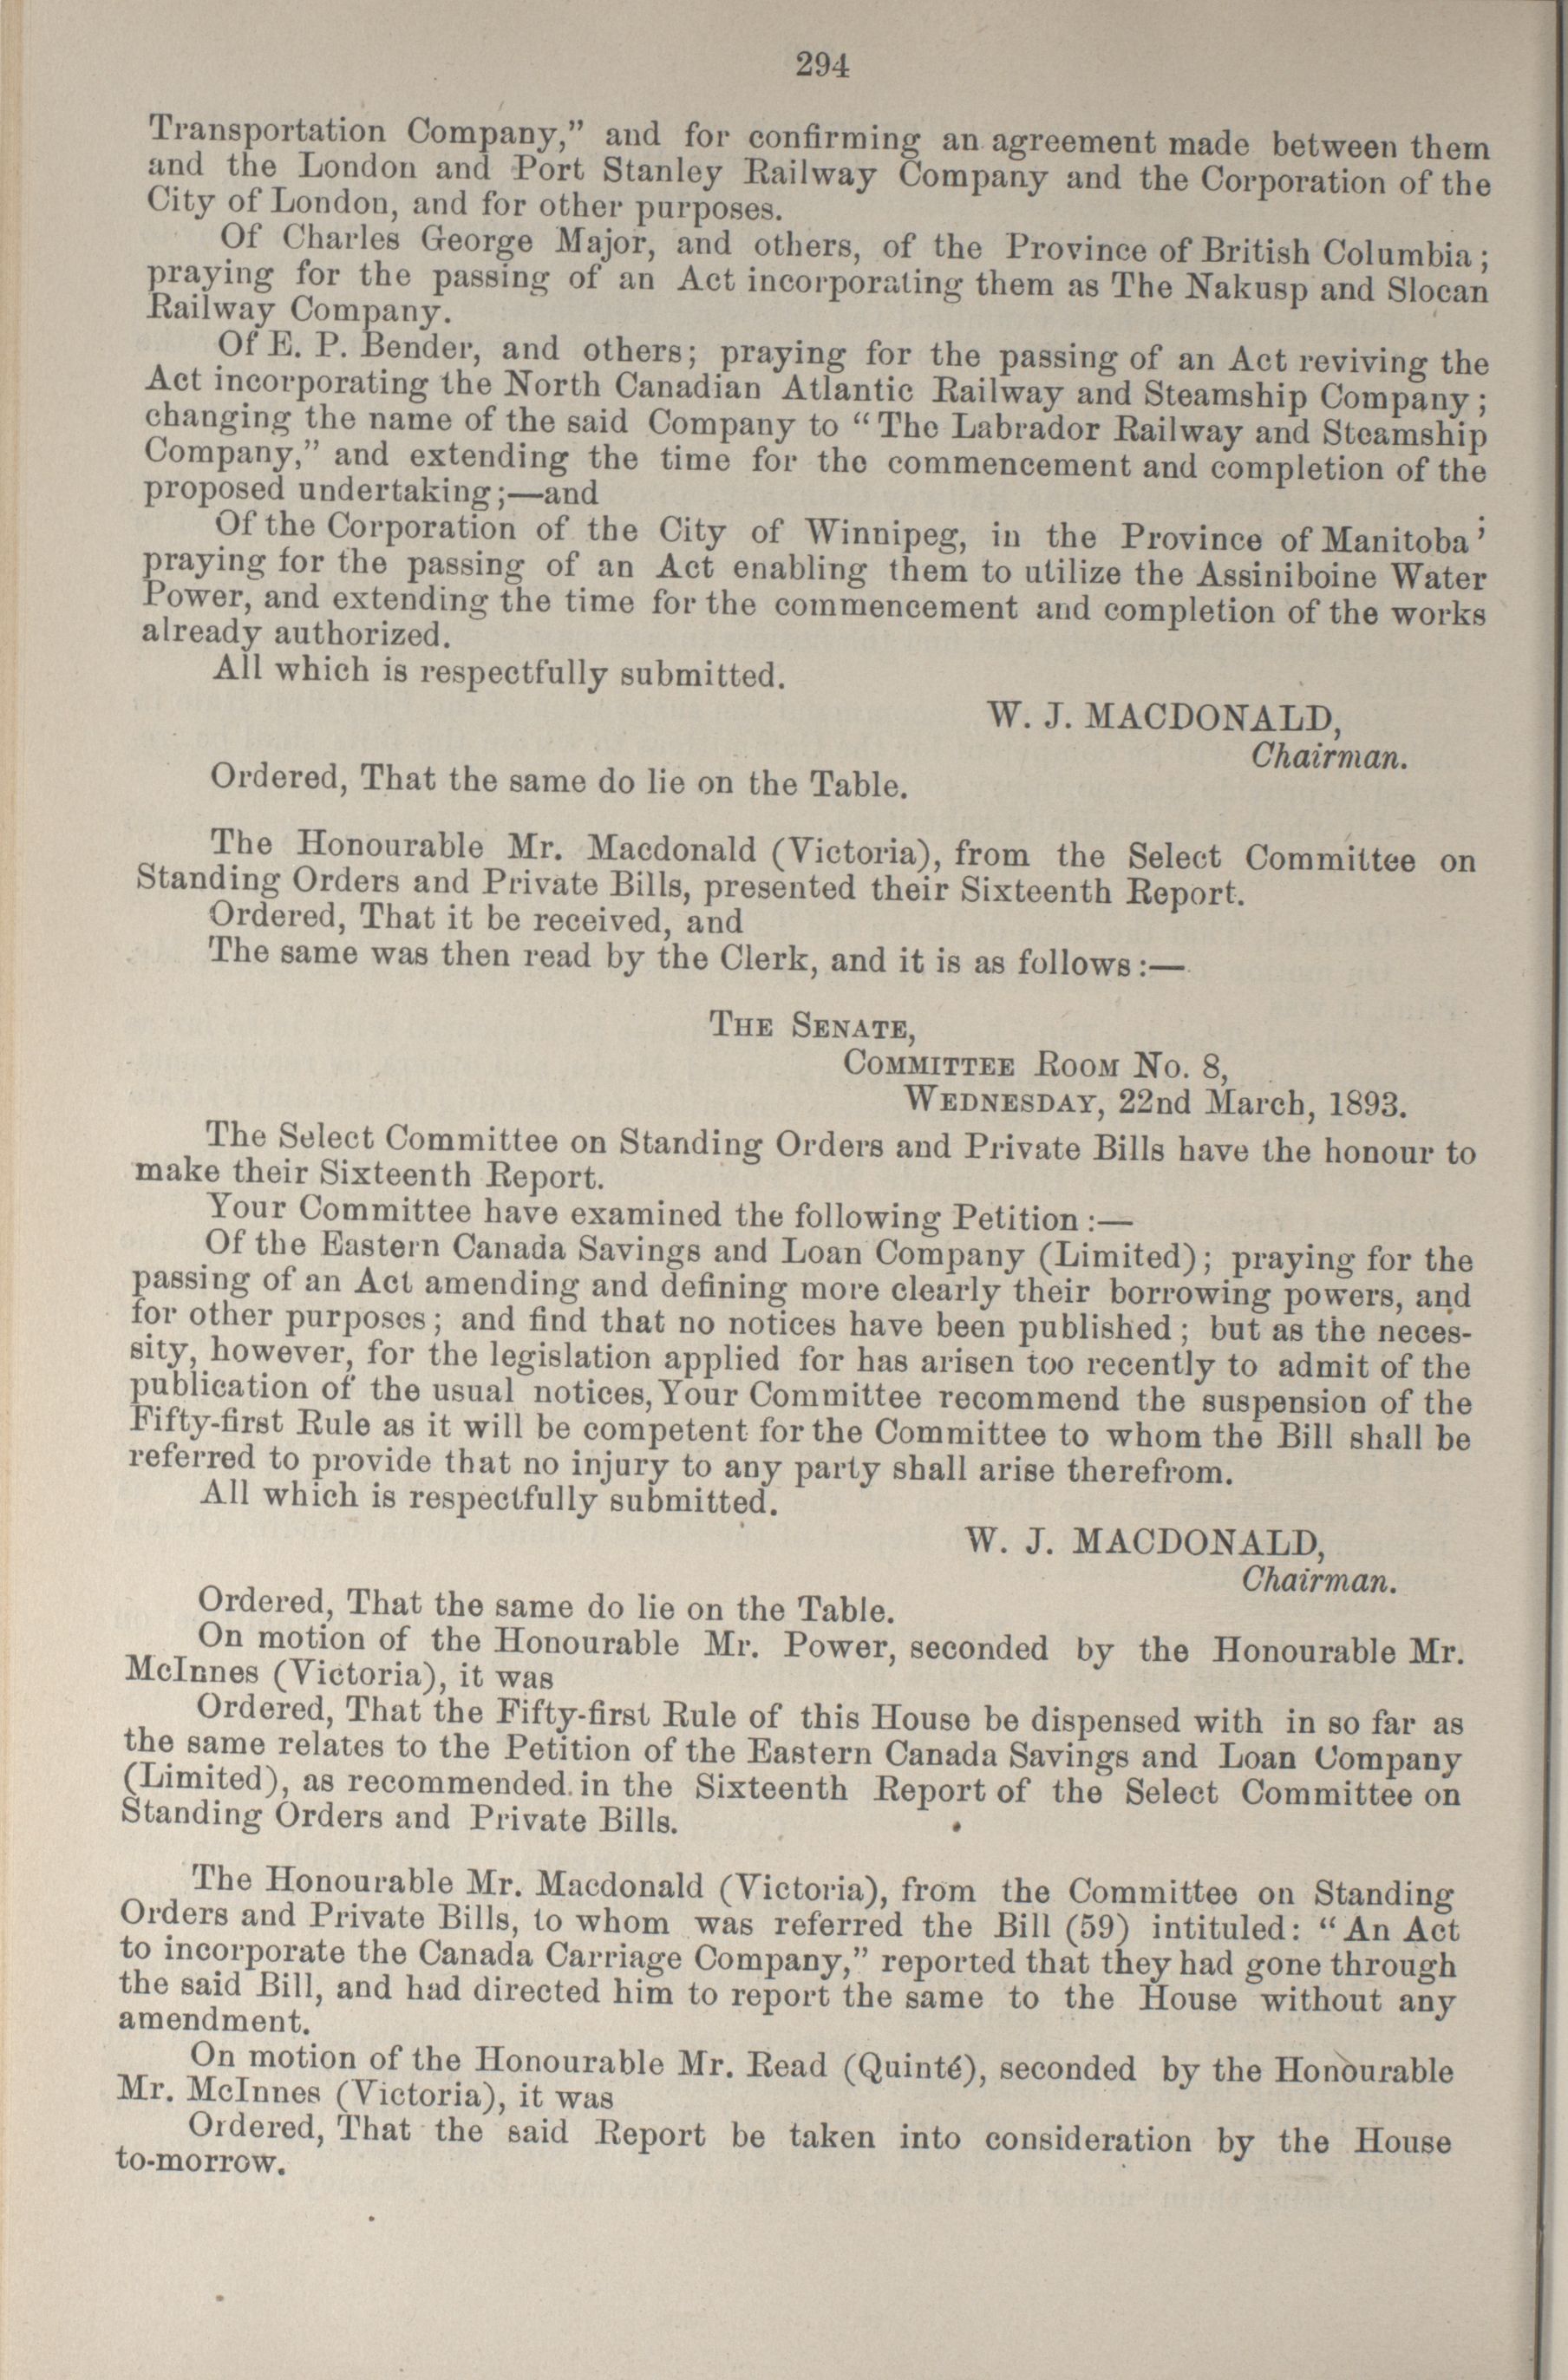 294
Transportation Company,” and for confirming an agreement made between them
and the London and Port Stanley Railway Company and the Corporation of the
City of London, and for other purposes.
Of Charles George Major, and others, of the Province of British Columbia;
praying for the passing of an Act incorporating them as The Nakusp and Slocan
Railway Company.
Of E. P. Bender, and others; praying for the passing of an Act reviving the
Act incorporating the North Canadian Atlantic Railway and Steamship Company;
changing the name of the said Company to “The Labrador Railway and Steamship
Company,” and extending the time for the commencement and completion of the
proposed undertaking;—and
Of the Corporation of the City of Winnipeg, in the Province of Manitoba;
praying for the passing of an Act enabling them to utilize the Assiniboine Water
Power, and extending the time for the commencement and completion of the works
already authorized.
All which is respectfully submitted.
W. J. MACDONALD,
Chairman.
Ordered, That the same do lie on the Table.
The Honourable Mr. Macdonald (Victoria), from the Select Committee on
Standing Orders and Private Bills, presented their Sixteenth Report.
Ordered, That it be received, and
The same was then read by the Clerk, and it is as follows:—
THE SENATE,
COMMITTEE ROOM NO. 8,
WEDNESDAY, 22nd March, 1893.
The Select Committee on Standing Orders and Private Bills have the honour to
make their Sixteenth Report.
Your Committee have examined the following Petition:—
Of the Eastern Canada Savings and Loan Company (Limited); praying for the
passing of an Act amending and defining more clearly their borrowing powers, and
for other purposes; and find that no notices have been published; but as the neces-
sity, however, for the legislation applied for has arisen too recently to admit of the
publication of the usual notices, Your Committee recommend the suspension of the
Fifty-first Rule as it will be competent for the Committee to whom the Bill shall be
referred to provide that no injury to any party shall arise therefrom.
All which is respectfully submitted.
W. J. MACDONALD,
Chairman.
Ordered, That the same do lie on the Table.
On motion of the Honourable Mr. Power, seconded by the Honourable Mr.
McInnes (Victoria), it was
Ordered, That the Fifty-first Rule of this House be dispensed with in so far as
the same relates to the Petition of the Eastern Canada Savings and Loan Company
(Limited), as recommended in the Sixteenth Report of the Select Committee on
Standing Orders and Private Bills.
The Honourable Mr. Macdonald (Victoria), from the Committee on Standing
Orders and Private Bills, to whom was referred the Bill (59) intituled: “An Act
to incorporate the Canada Carriage Company,” reported that they had gone through
the said Bill, and had directed him to report the same to the House without any
amendment.
On motion of the Honourable Mr. Read (Quinté), seconded by the Honourable
Mr. McInnes (Victoria), it was
Ordered, That the said Report be taken into consideration by the House
to-morrow.